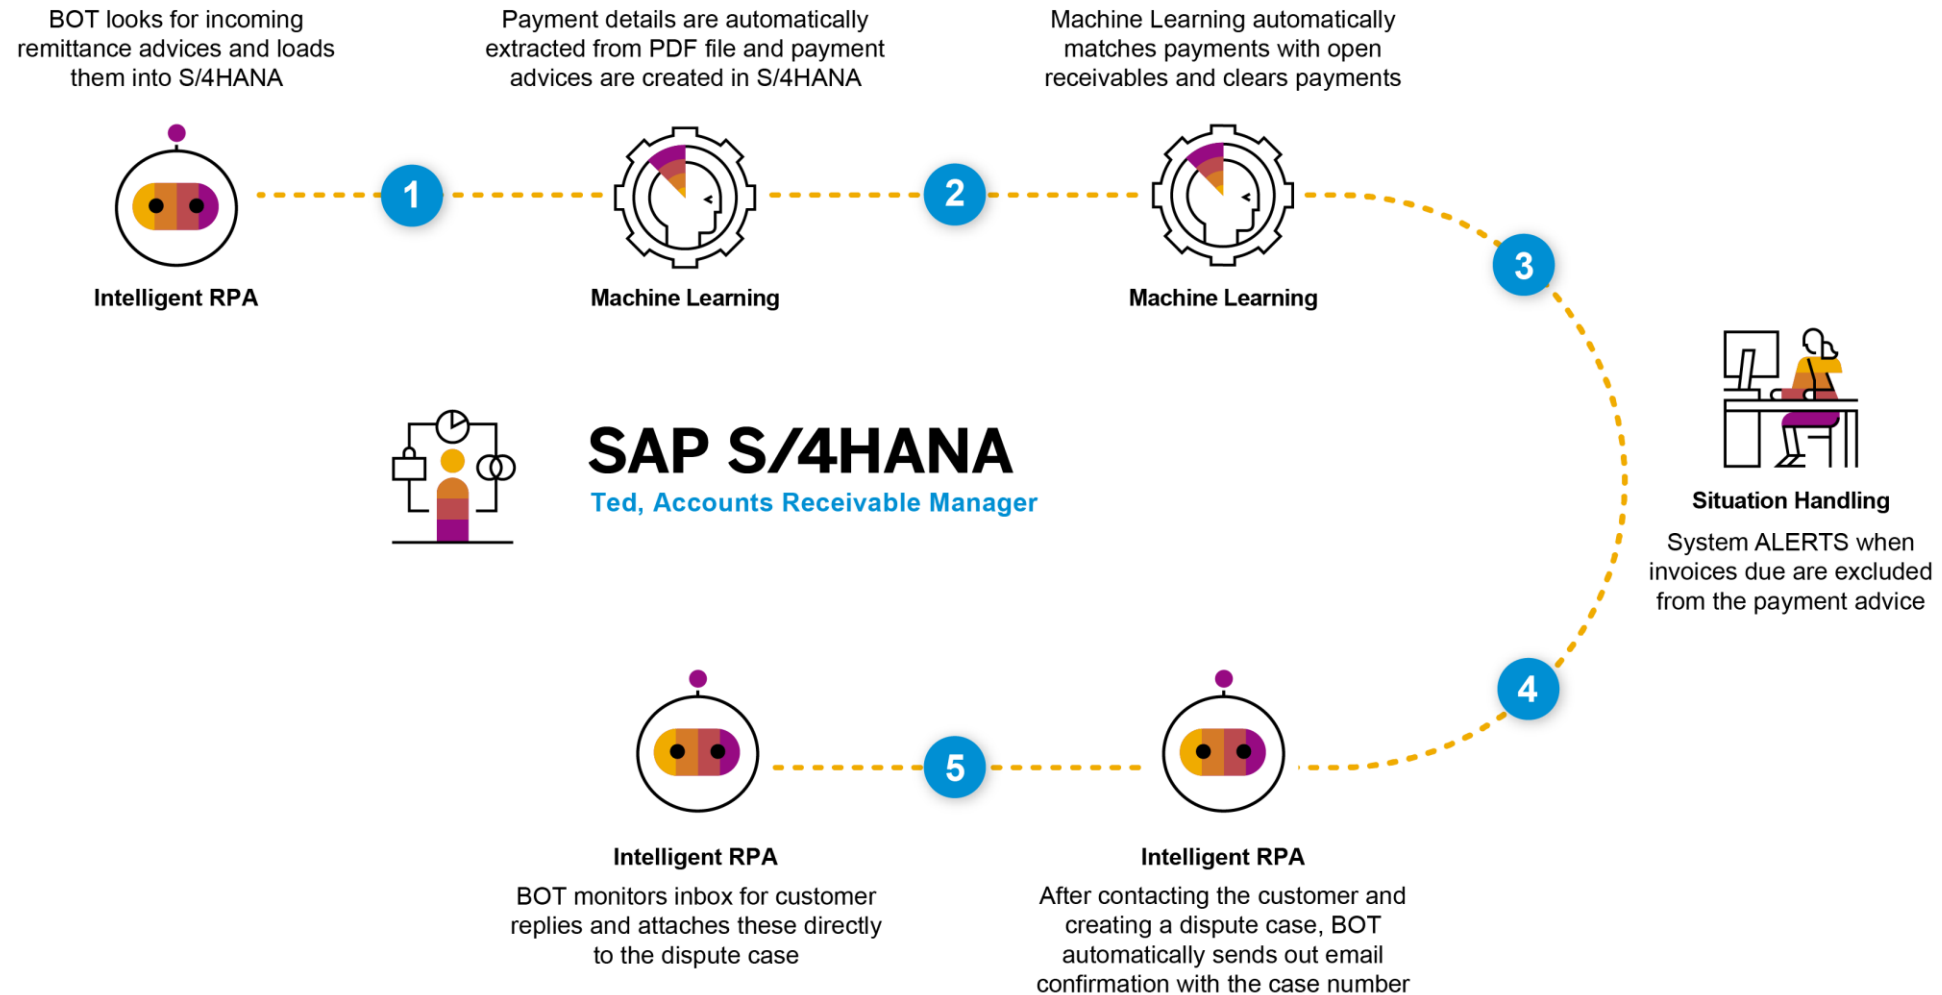 BOT looks for incoming
remittance advices and loads
them into S/4HANA
Intelligent RPA
1
Payment details are automatically
extracted from PDF file and payment
advices are created in S/4HANA
Machine Learning
2
Machine Learning automatically
matches payments with open
receivables and clears payments
Machine Learning
3
SAP S/4HANA
Ted, Accounts Receivable Manager
Situation Handling
System ALERTS when
invoices due are excluded
from the payment advice
4
Intelligent RPA
After contacting the customer and
creating a dispute case, BOT
automatically sends out email
confirmation with the case number
5
Intelligent RPA
BOT monitors inbox for customer
replies and attaches these directly
to the dispute case